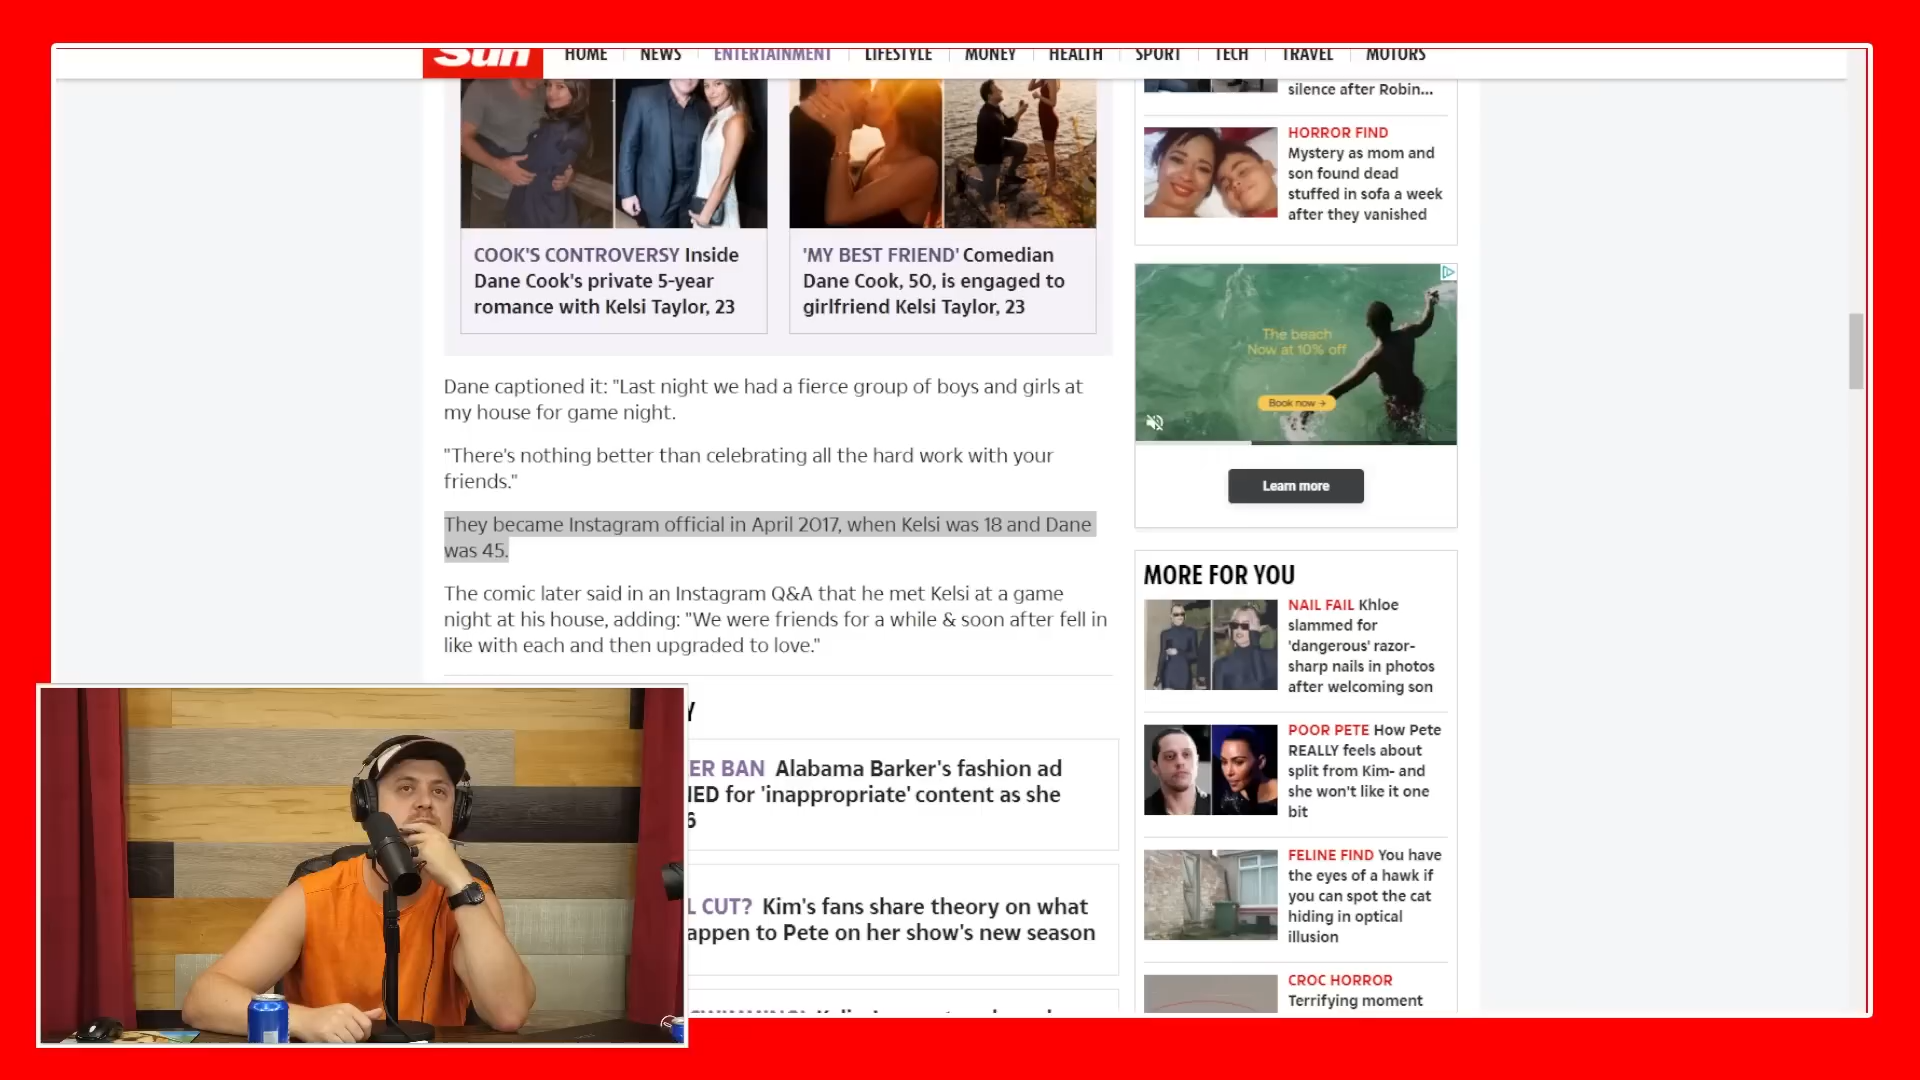 Sun
HOME
NEWS
ENTERTAINMENT
LIFESTYLE
MONEY
HEALTH
SPORT
TECH
TRAVEL
MOTORS
COOK'S CONTROVERSY Inside
Dane Cook's private 5-year
romance with Kelsi Taylor, 23
'MY BEST FRIEND' Comedian
Dane Cook, 50, is engaged to
girlfriend Kelsi Taylor, 23
Dane captioned it: "Last night we had a fierce group of boys and girls at
my house for game night.
"There's nothing better than celebrating all the hard work with your
friends."
They became Instagram official in April 2017, when Kelsi was 18 and Dane
was 45.
The comic later said in an Instagram Q&A that he met Kelsi at a game
night at his house, adding: "We were friends for a while & soon after fell in
like with each and then upgraded to love."
Y
ER BAN Alabama Barker's fashion ad
NED for 'inappropriate' content as she
6
L CUT? Kim's fans share theory on what
appen to Pete on her show's new season
silence after Robin...
HORROR FIND
Mystery as mom and
son found dead
stuffed in sofa a week
after they vanished
The beach
Now at 10% off
Book now →
Learn more
MORE FOR YOU
NAIL FAIL Khloe
slammed for
'dangerous' razor-
sharp nails in photos
after welcoming son
POOR PETE How Pete
REALLY feels about
split from Kim- and
she won't like it one
bit
FELINE FIND You have
the eyes of a hawk if
you can spot the cat
hiding in optical
illusion
CROC HORROR
Terrifying moment